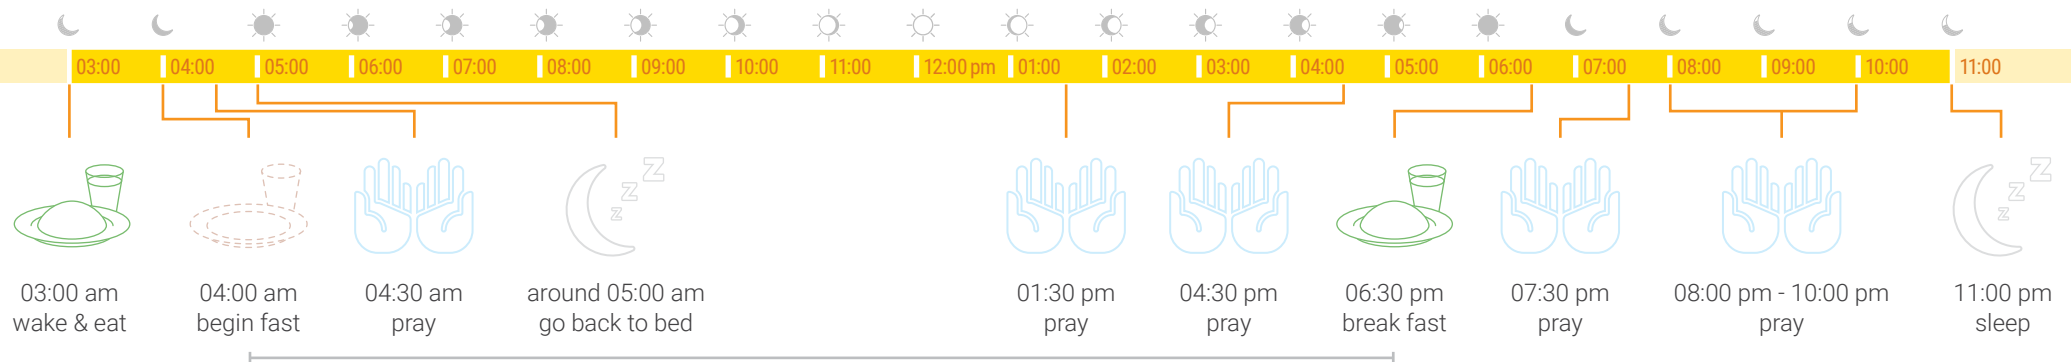 03:00 04:00 05:00 06:00 07:00 08:00 09:00 10:00 11:00 12:00 pm 01:00 02:00 03:00 04:00 05:00 06:00 07:00 08:00 09:00 10:00 11:00
z z Z
z z Z
03:00 am
wake & eat
04:00 am
begin fast
04:30 am
pray
around 05:00 am
go back to bed
01:30 pm
pray
04:30 pm
pray
06:30 pm
break fast
07:30 pm
pray
08:00 pm - 10:00 pm
pray
11:00 pm
sleep